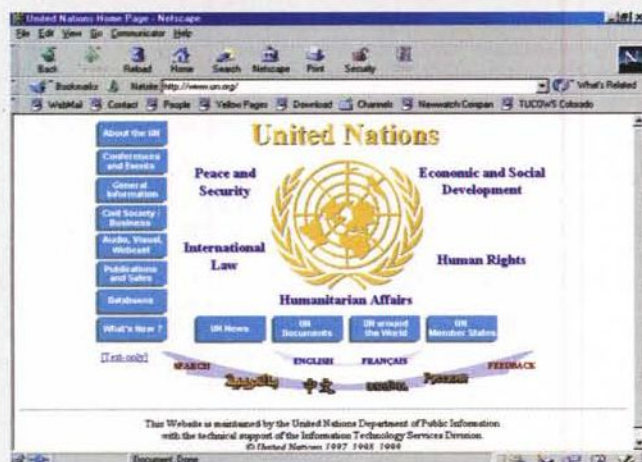 United Nations Home Page - Netscape
File Edit View Go Communicator Help
Back Reload Home Search Netscape Print Security
Bookmarks Netsite: http://www.un.org/ What's Related
WebMail Contact People Yellow Pages Download Channels TUCOWS Colorado
United Nations
About the UN
Conferences
and Events
General
Information
Civil Society /
Business
Audio, Visual,
Webcast
Publications
and Sales
Databases
What's New ?
Peace and
Security
Economic and Social
Development
International
Law
Human Rights
Humanitarian Affairs
UN News
UN
Documents
UN around
the World
UN
Member States
[Text-only]
SEARCH
ENGLISH FRANÇAIS
FEEDBACK
中文
Русский
This Website is maintained by the United Nations Department of Public Information
with the technical support of the Information Technology Services Division.
© United Nations 1997 1998 1999
Document: Done